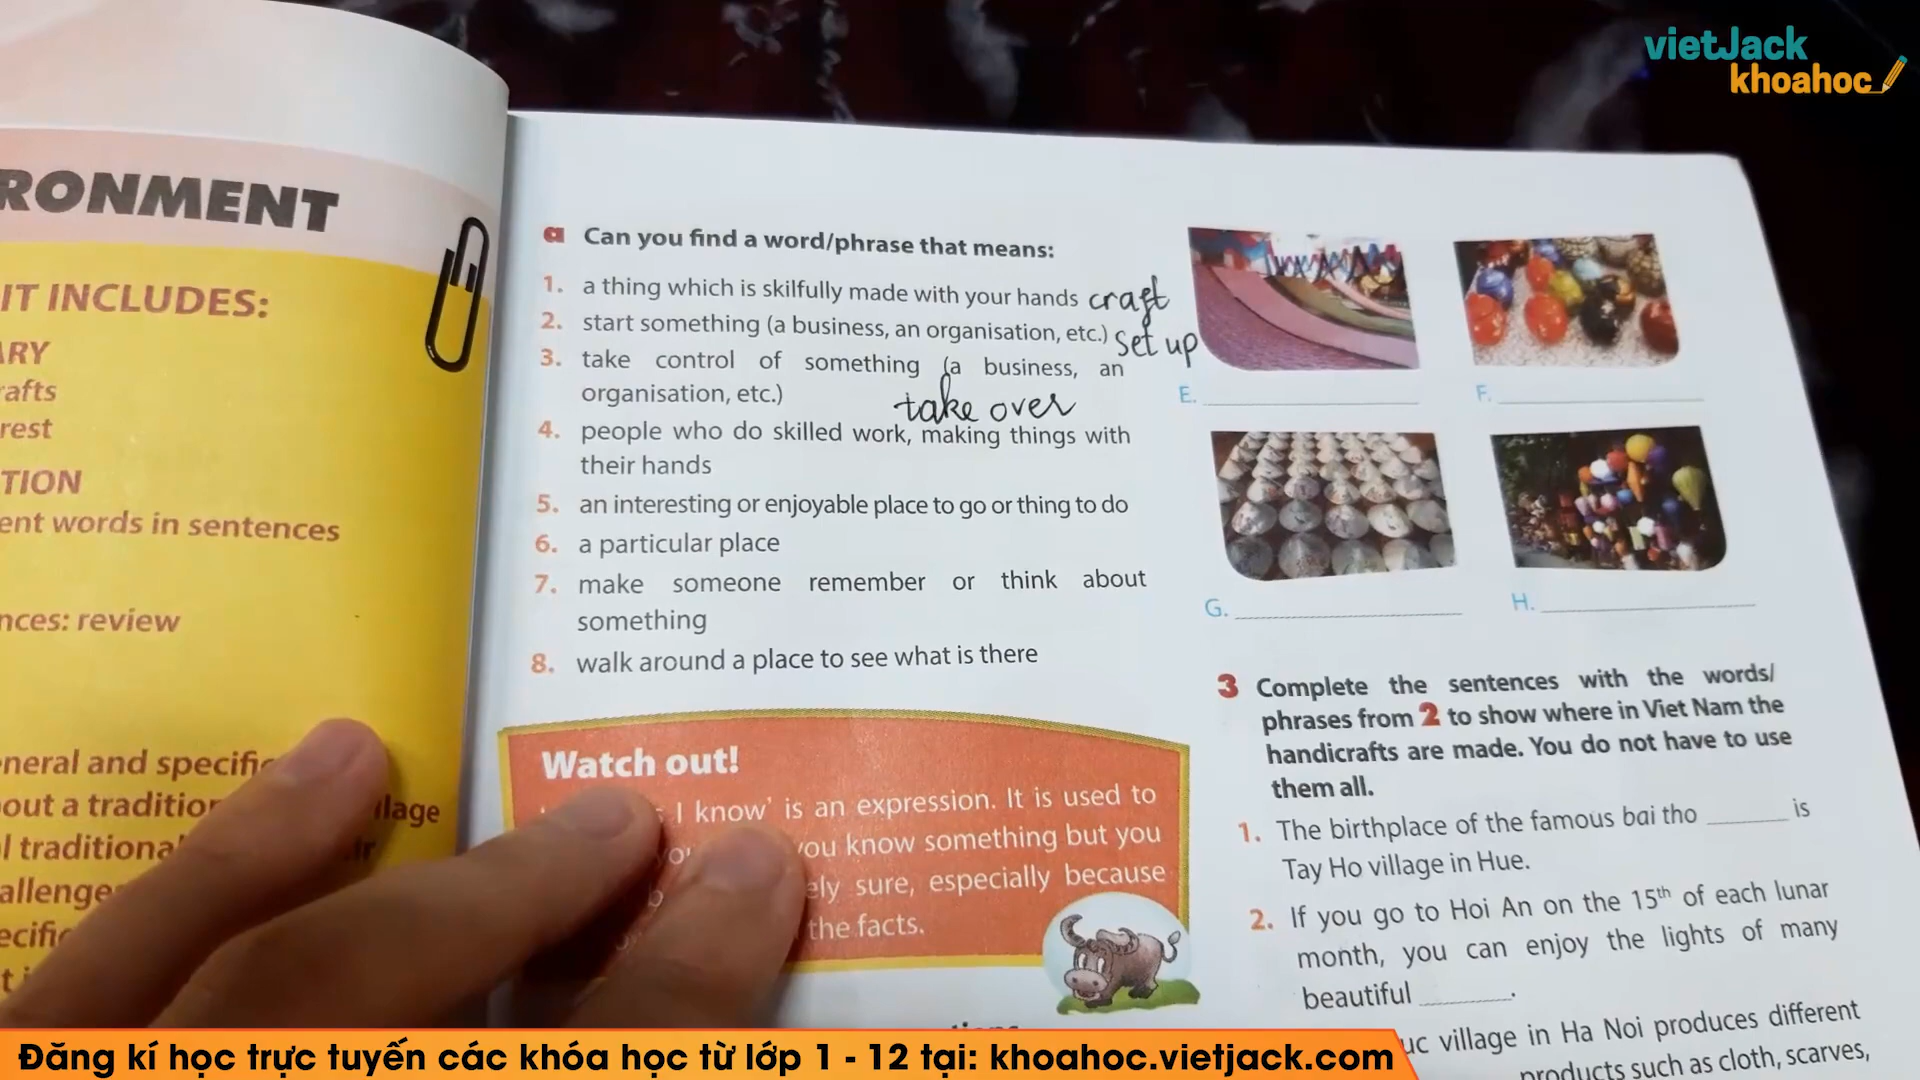 vietJack
khoahoc
RONMENT
IT INCLUDES:
ARY
rafts
rest
TION
ent words in sentences
nces: review
neral and specific
out a tradition llage
l traditional ir
allenge
ecific
a Can you find a word/phrase that means:
1. a thing which is skilfully made with your hands craft
2. start something (a business, an organisation, etc.) set up
3. take control of something (a business, an
organisation, etc.) take over
4. people who do skilled work, making things with
their hands
5. an interesting or enjoyable place to go or thing to do
6. a particular place
7. make someone remember or think about
something
8. walk around a place to see what is there
Watch out!
I know' is an expression. It is used to
you know something but you
ely sure, especially because
the facts.
E.
F.
G.
H.
3 Complete the sentences with the words/
phrases from 2 to show where in Viet Nam the
handicrafts are made. You do not have to use
them all.
1. The birthplace of the famous bai tho ______ is
Tay Ho village in Hue.
2. If you go to Hoi An on the 15th of each lunar
month, you can enjoy the lights of many
beautiful ______.
uc village in Ha Noi produces different
products such as cloth, scarves,
Đăng kí học trực tuyến các khóa học từ lớp 1 - 12 tại: khoahoc.vietjack.com